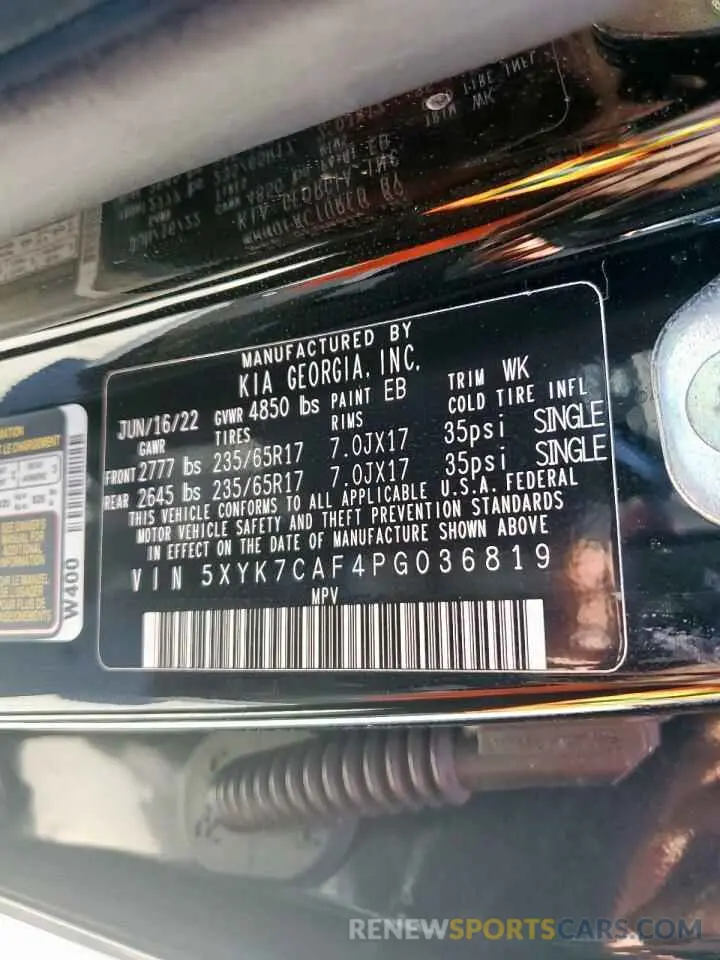 MANUFACTURED BY
KIA GEORGIA, INC.
JUN/16/22 GVWR 4850 lbs PAINT EB TRIM WK
GAWR TIRES RIMS COLD TIRE INFL
FRONT 2777 lbs 235/65R17 7.0JX17 35psi SINGLE
REAR 2645 lbs 235/65R17 7.0JX17 35psi SINGLE
THIS VEHICLE CONFORMS TO ALL APPLICABLE U.S.A. FEDERAL
MOTOR VEHICLE SAFETY AND THEFT PREVENTION STANDARDS
IN EFFECT ON THE DATE OF MANUFACTURE SHOWN ABOVE
VIN 5XYK7CAF4PG036819
MPV
W400
RENEWSPORTSCARS.COM